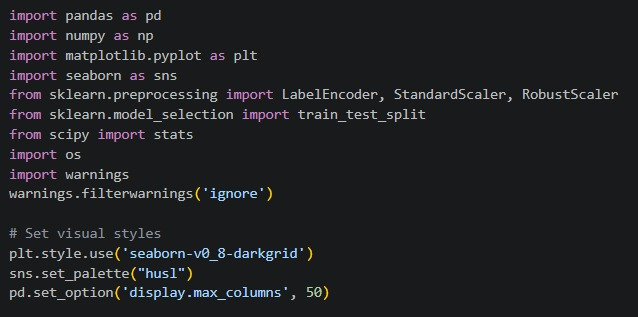 import pandas as pd
import numpy as np
import matplotlib.pyplot as plt
import seaborn as sns
from sklearn.preprocessing import LabelEncoder, StandardScaler, RobustScaler
from sklearn.model_selection import train_test_split
from scipy import stats
import os
import warnings
warnings.filterwarnings('ignore')

# Set visual styles
plt.style.use('seaborn-v0_8-darkgrid')
sns.set_palette("husl")
pd.set_option('display.max_columns', 50)